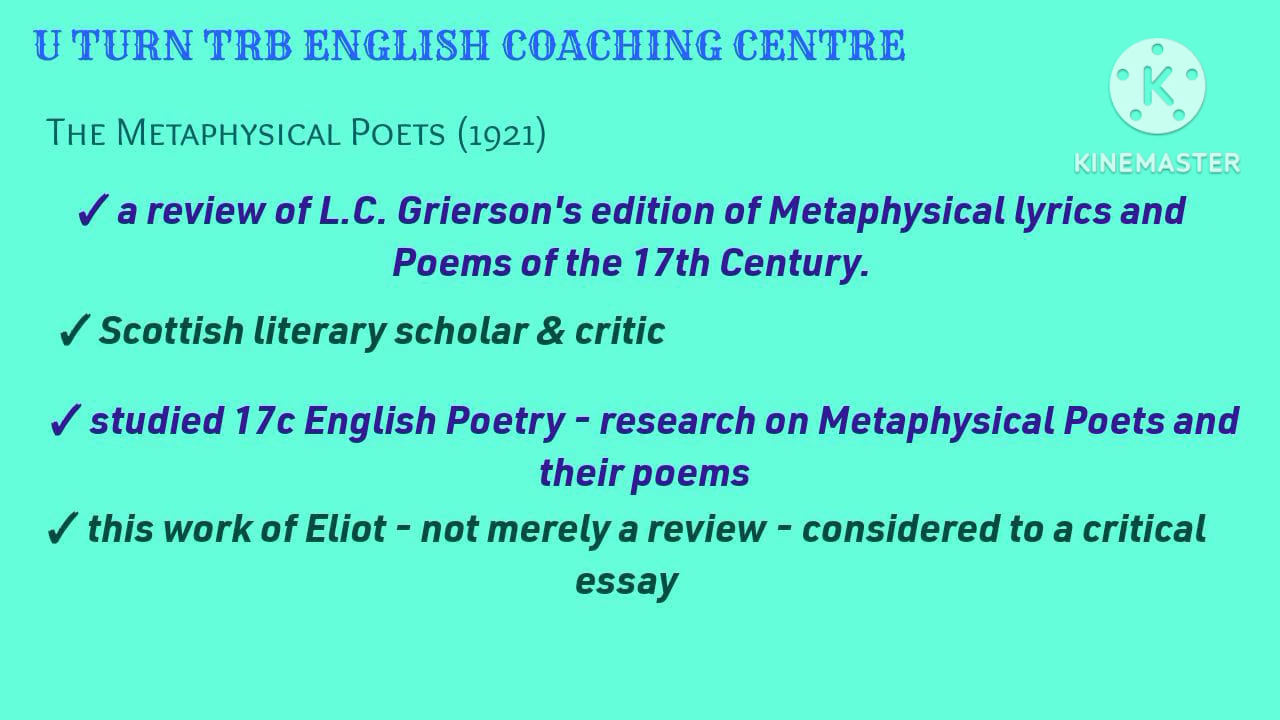 U TURN TRB ENGLISH COACHING CENTRE
K
KINEMASTER
The Metaphysical Poets (1921)
✓ a review of L.C. Grierson's edition of Metaphysical lyrics and
Poems of the 17th Century.
✓ Scottish literary scholar & critic
✓ studied 17c English Poetry - research on Metaphysical Poets and
their poems
✓ this work of Eliot - not merely a review - considered to a critical
essay